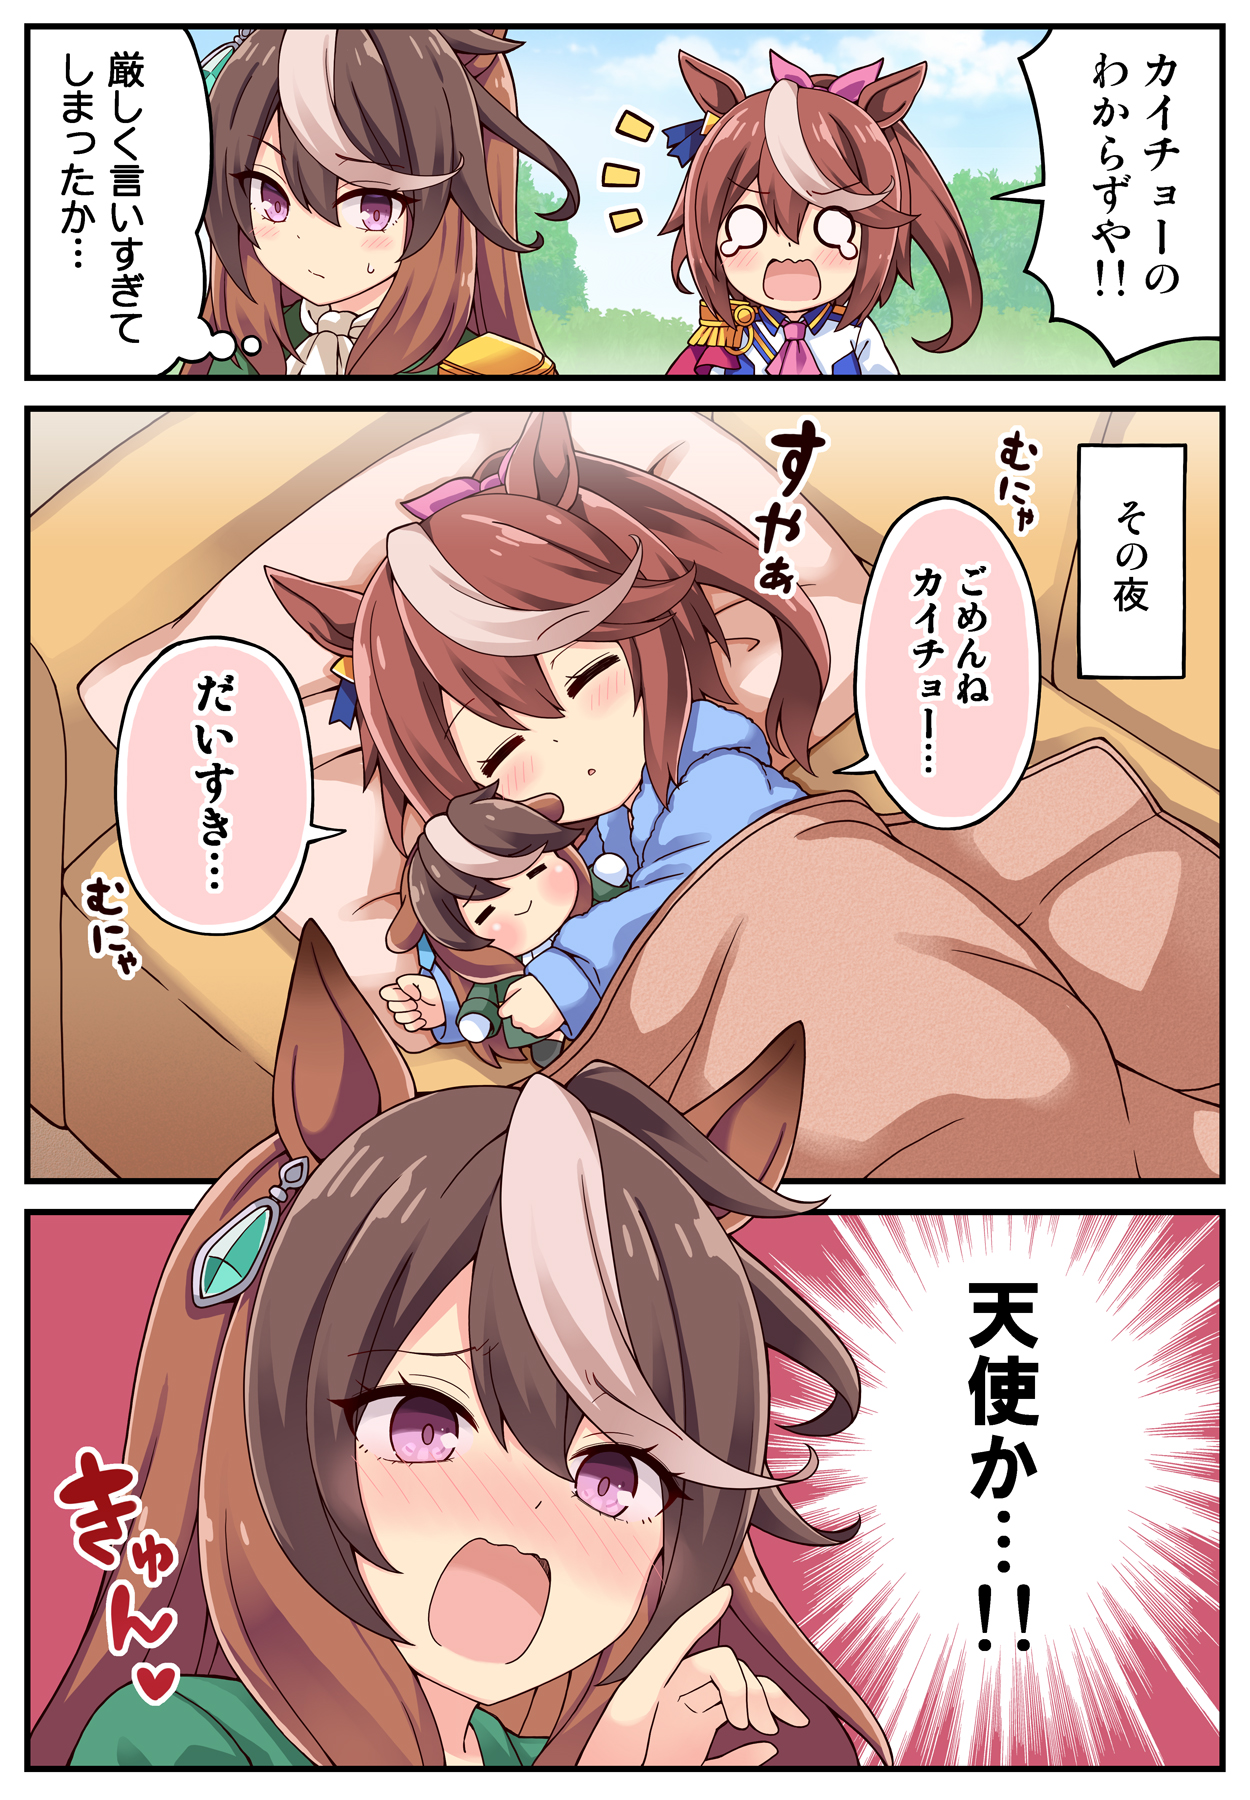 カイチョーの
わからずや!!
厳しく言いすぎて
しまったか…
その夜
むにゃ
ごめんね
カイチョー…
すやぁ
だいすき…
むにゃ
天使か…!!
きゅん♥